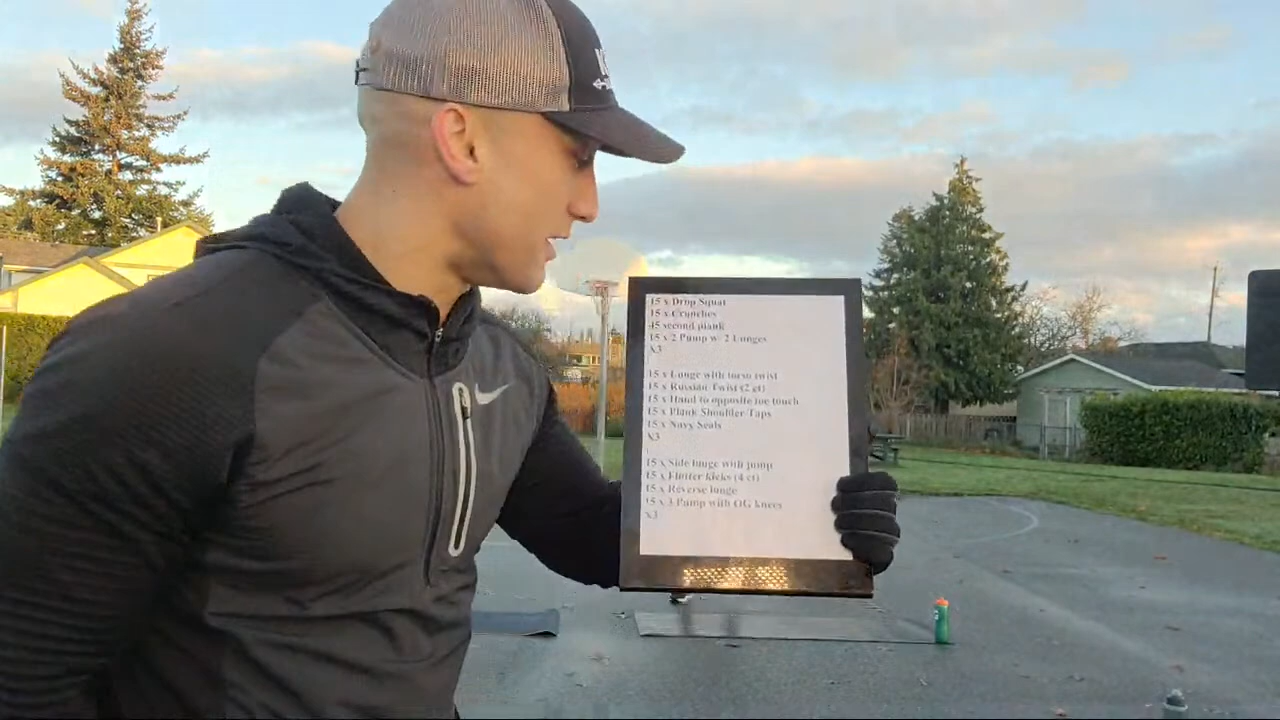 15 x Drop Squat
15 x Crunches
45 second plank
15 x 2 Pump w/ 2 Lunges
X3
15 x Lunge with torso twist
15 x Russian Twist (2 ct)
15 x Hand to opposite toe touch
15 x Plank Shoulder Taps
15 x Navy Seals
X3
15 x Side lunge with pump
15 x Flutter kicks (4 ct)
15 x Reverse lunge
15 x 3 Pump with OG knees
X3